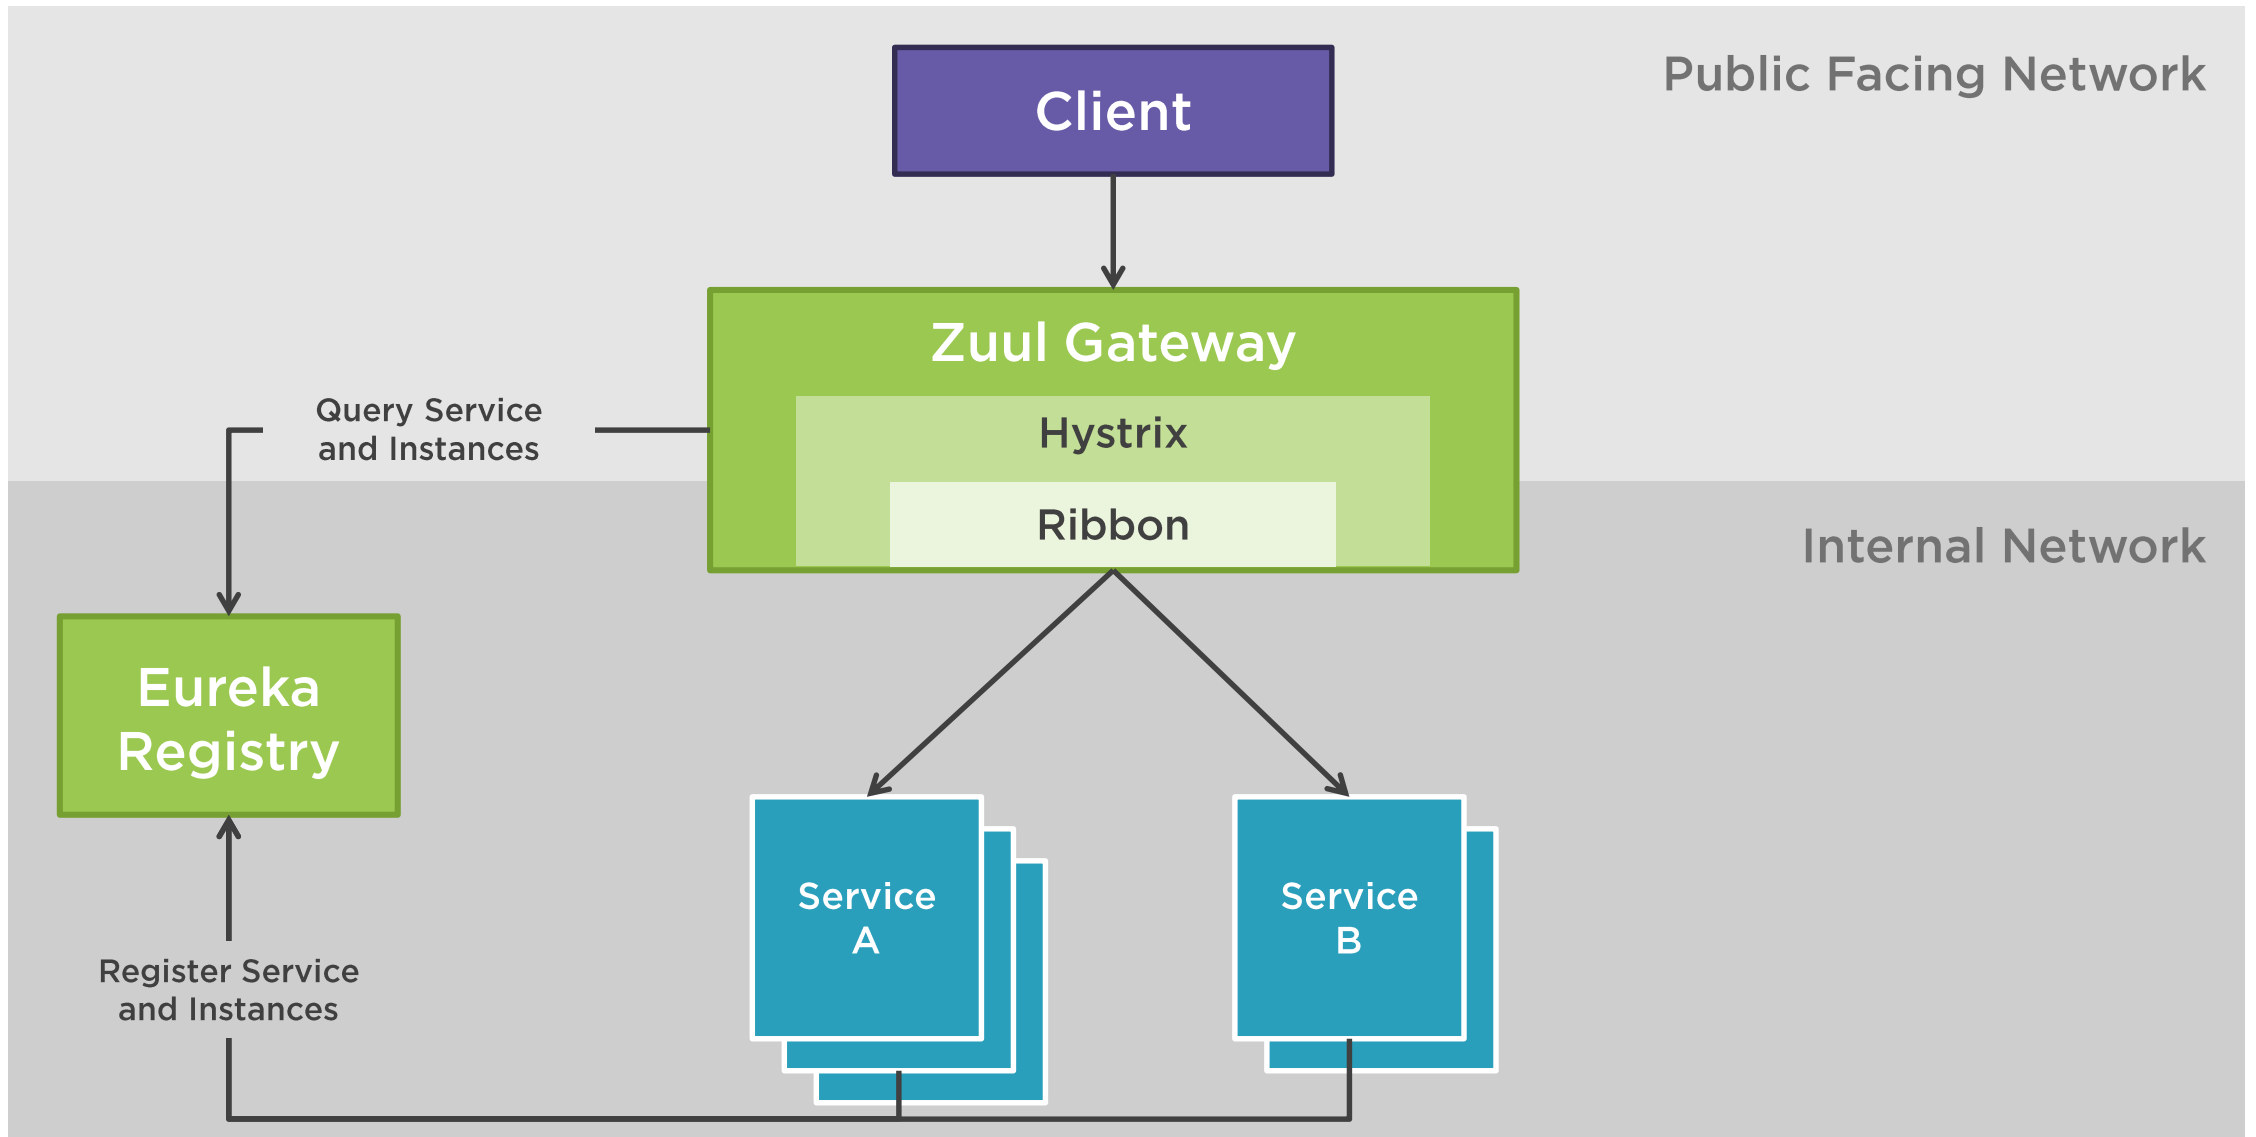 Public Facing Network
Client
Zuul Gateway
Hystrix
Ribbon
Query Service
and Instances
Internal Network
Eureka
Registry
Service
A
Service
B
Register Service
and Instances